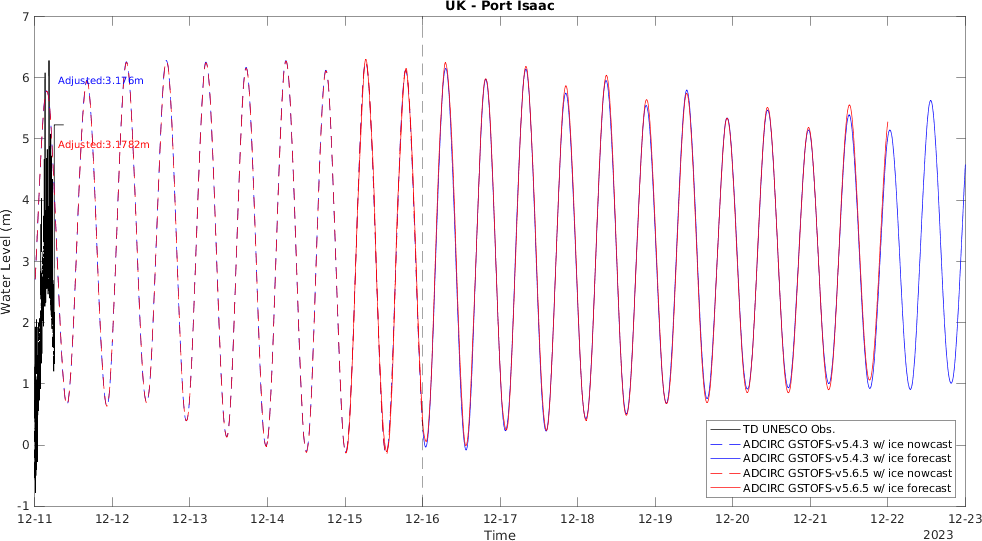 UK - Port Isaac
7
6
5
4
3
2
1
0
-1
Water Level (m)
Adjusted:3.176m
Adjusted:3.1782m
TD UNESCO Obs.
ADCIRC GSTOFS-v5.4.3 w/ ice nowcast
ADCIRC GSTOFS-v5.4.3 w/ ice forecast
ADCIRC GSTOFS-v5.6.5 w/ ice nowcast
ADCIRC GSTOFS-v5.6.5 w/ ice forecast
12-11 12-12 12-13 12-14 12-15 12-16 12-17 12-18 12-19 12-20 12-21 12-22 12-23
Time
2023